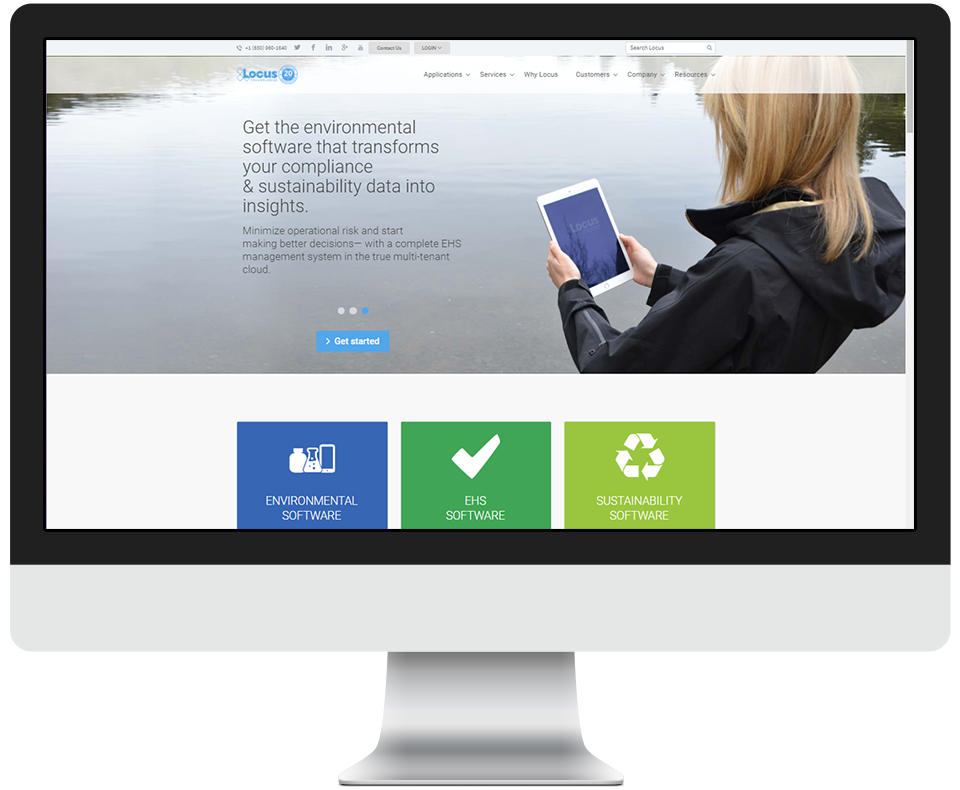 +1 (650) 960-1640 Contact Us LOGIN Search Locus
Locus 20 Applications Services Why Locus Customers Company Resources
Get the environmental
software that transforms
your compliance
& sustainability data into
insights.
Minimize operational risk and start
making better decisions— with a complete EHS
management system in the true multi-tenant
cloud.
Locus
Get started
ENVIRONMENTAL
SOFTWARE
EHS
SOFTWARE
SUSTAINABILITY
SOFTWARE